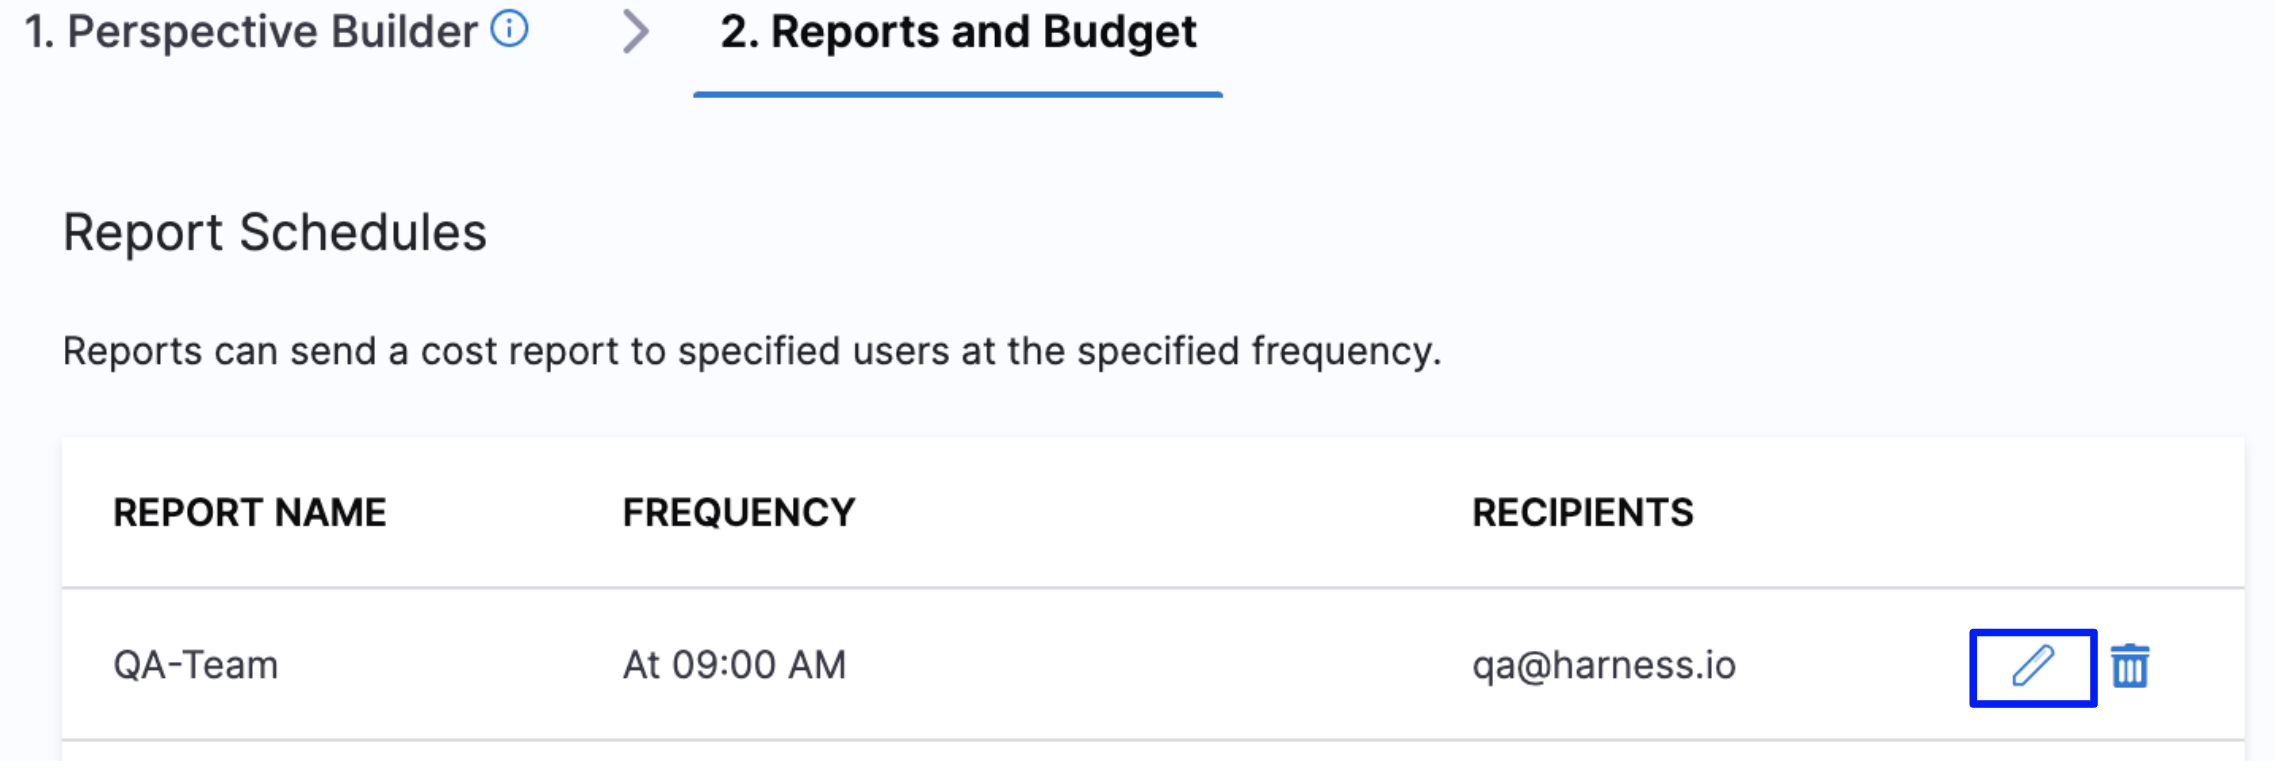 1. Perspective Builder
2. Reports and Budget
Report Schedules
Reports can send a cost report to specified users at the specified frequency.
REPORT NAME FREQUENCY RECIPIENTS
QA-Team At 09:00 AM qa@harness.io